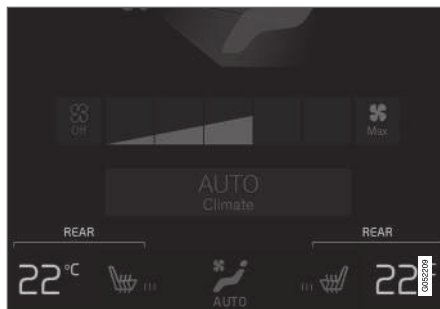 Off
Max
AUTO
Climate
REAR
REAR
22°C
22°C
AUTO
G052209